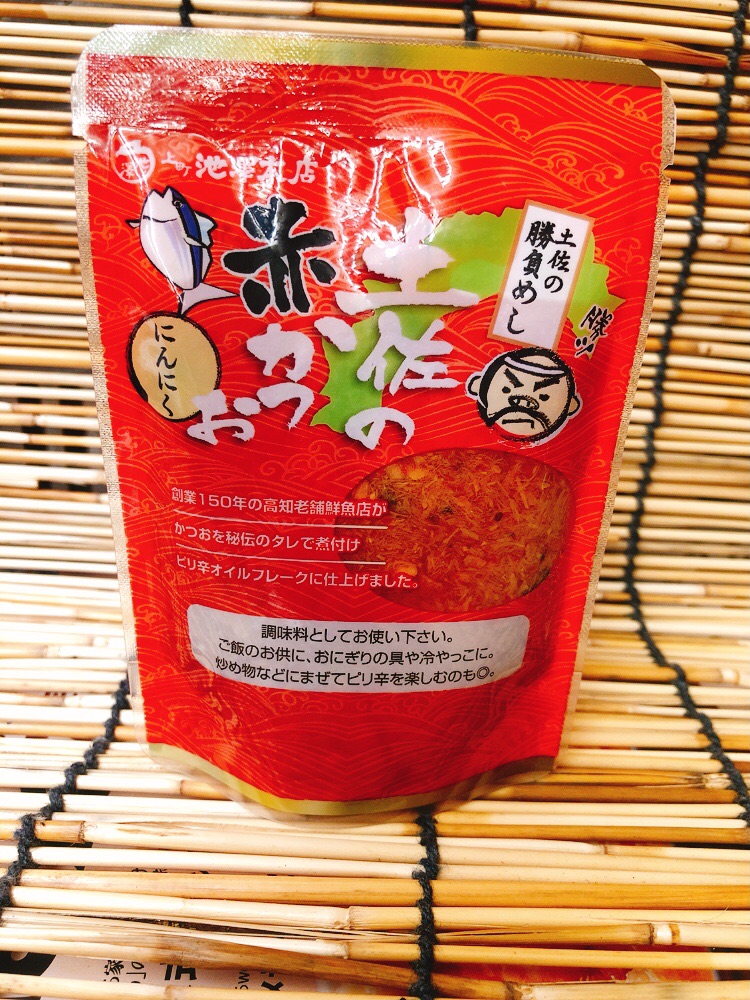 上町 池澤本店
土佐の
赤かつお
にんにく
土佐の
勝負めし
勝ツ
創業150年の高知老舗鮮魚店が
かつおを秘伝のタレで煮付け
ピリ辛オイルフレークに仕上げました。
調味料としてお使い下さい。
ご飯のお供に、おにぎりの具や冷やっこに。
炒め物などにまぜてピリ辛を楽しむのも◎。